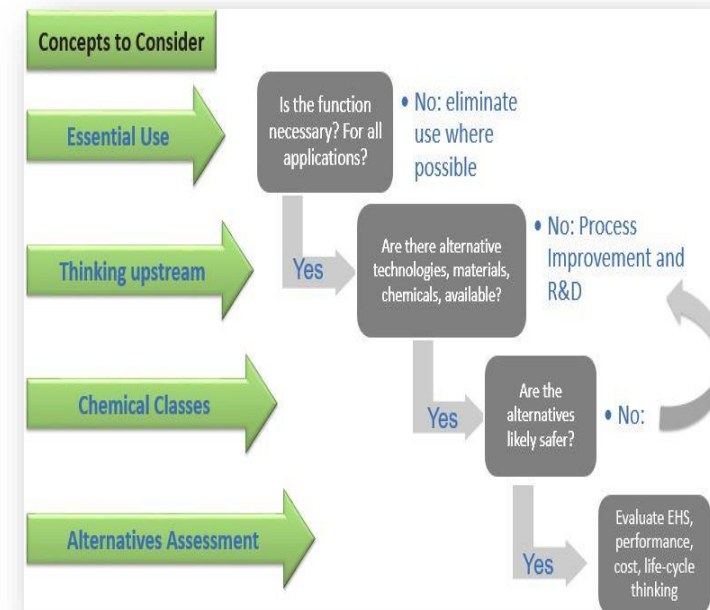 Concepts to Consider
Essential Use
Is the function
necessary? For all
applications?
• No: eliminate
use where
possible
Thinking upstream
Yes
Are there alternative
technologies, materials,
chemicals, available?
• No: Process
Improvement and
R&D
Chemical Classes
Yes
Are the
alternatives
likely safer?
• No:
Alternatives Assessment
Yes
Evaluate EHS,
performance,
cost, life-cycle
thinking